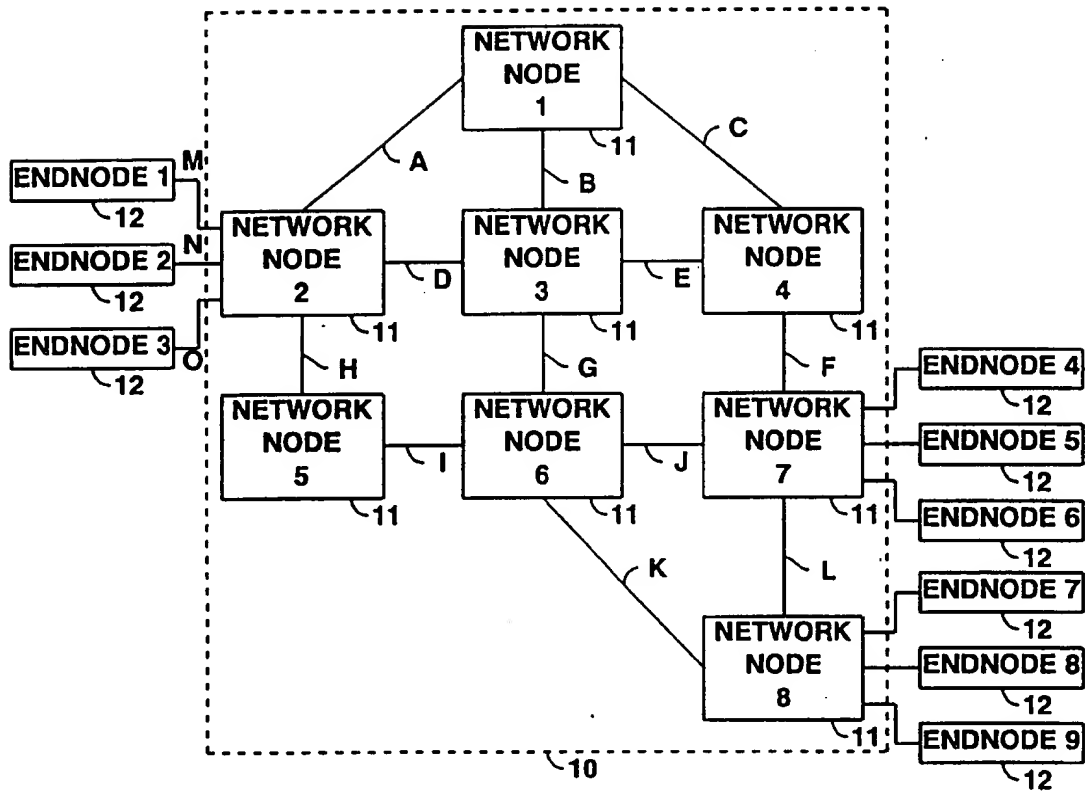 NETWORK
NODE
1
11
A
B
C
M
ENDNODE 1
12
N
ENDNODE 2
12
ENDNODE 3
O
12
NETWORK
NODE
2
11
D
NETWORK
NODE
3
11
E
NETWORK
NODE
4
11
H
G
F
NETWORK
NODE
5
11
I
NETWORK
NODE
6
11
J
NETWORK
NODE
7
11
ENDNODE 4
12
ENDNODE 5
12
ENDNODE 6
12
K
L
NETWORK
NODE
8
11
ENDNODE 7
12
ENDNODE 8
12
ENDNODE 9
12
10